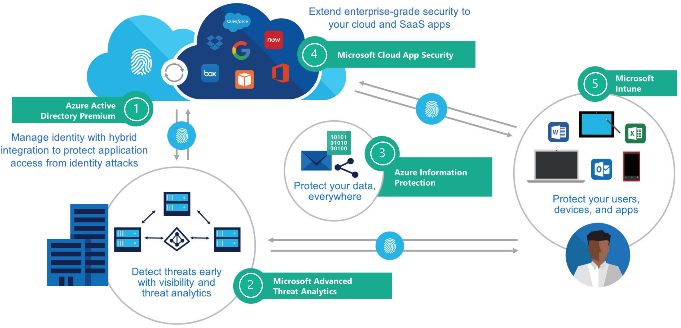 Extend enterprise-grade security to
your cloud and SaaS apps
salesforce
now
box
4
Microsoft Cloud App Security
5
Microsoft
Intune
Azure Active
Directory Premium
1
Manage identity with hybrid
integration to protect application
access from identity attacks
10101
01010
00100
3
Azure Information
Protection
Protect your data,
everywhere
Protect your users,
devices, and apps
Detect threats early
with visibility and
threat analytics
2
Microsoft Advanced
Threat Analytics